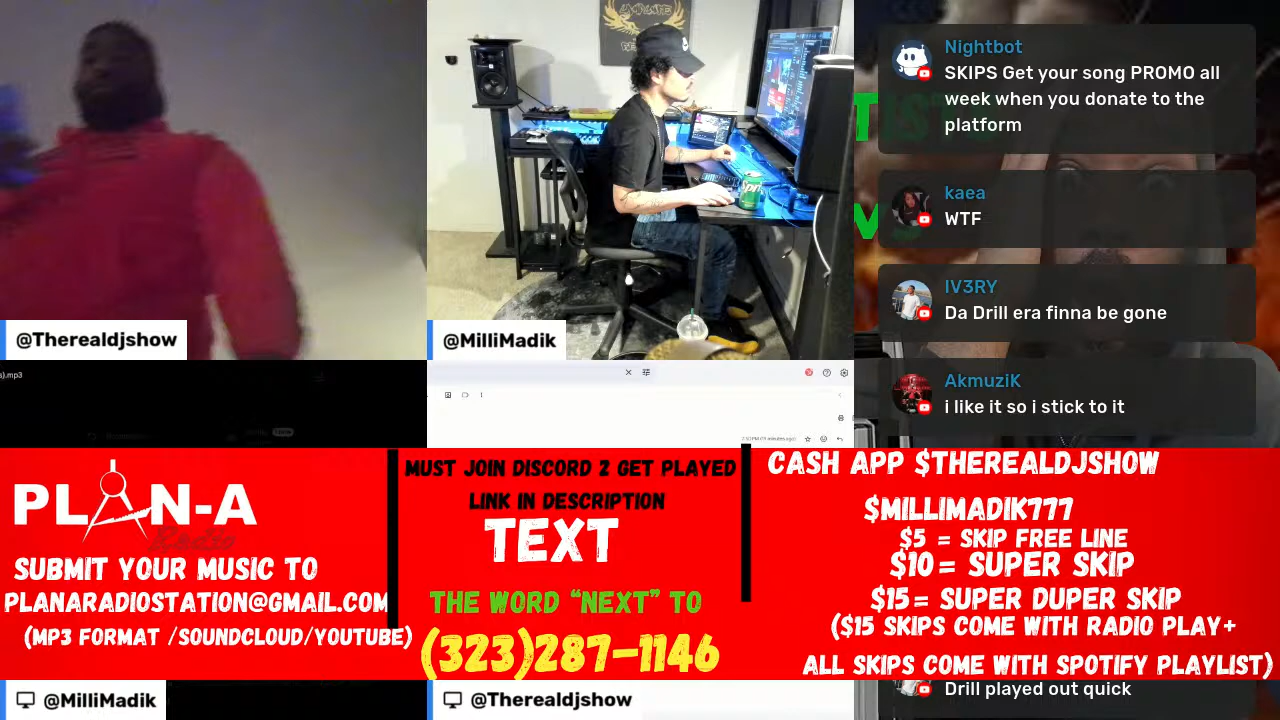 @Therealdjshow
@MilliMadik
Nightbot
SKIPS Get your song PROMO all
week when you donate to the
platform
kaea
WTF
IV3RY
Da Drill era finna be gone
AkmuziK
i like it so i stick to it
Drill played out quick
.mp3
PLAN-A
Radio
SUBMIT YOUR MUSIC TO
PLANARADIOSTATION@GMAIL.COM
(MP3 FORMAT /SOUNDCLOUD/YOUTUBE)
MUST JOIN DISCORD 2 GET PLAYED
LINK IN DESCRIPTION
TEXT
THE WORD “NEXT” TO
(323)287-1146
CASH APP $THEREALDJSHOW
$MILLIMADIK777
$5 = SKIP FREE LINE
$10 = SUPER SKIP
$15 = SUPER DUPER SKIP
($15 SKIPS COME WITH RADIO PLAY+
ALL SKIPS COME WITH SPOTIFY PLAYLIST)
@MilliMadik
@Therealdjshow